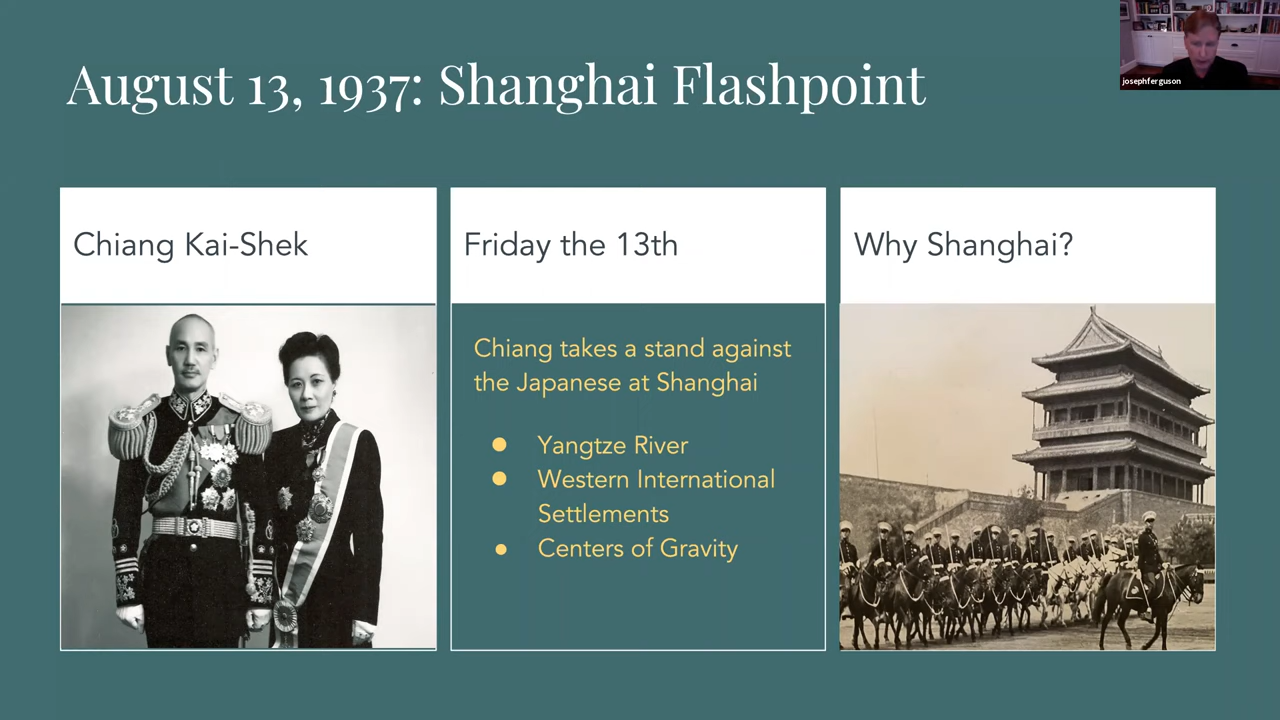 August 13, 1937: Shanghai Flashpoint
josephferguson
Chiang Kai-Shek
Friday the 13th
Why Shanghai?
Chiang takes a stand against
the Japanese at Shanghai
● Yangtze River
● Western International
Settlements
● Centers of Gravity